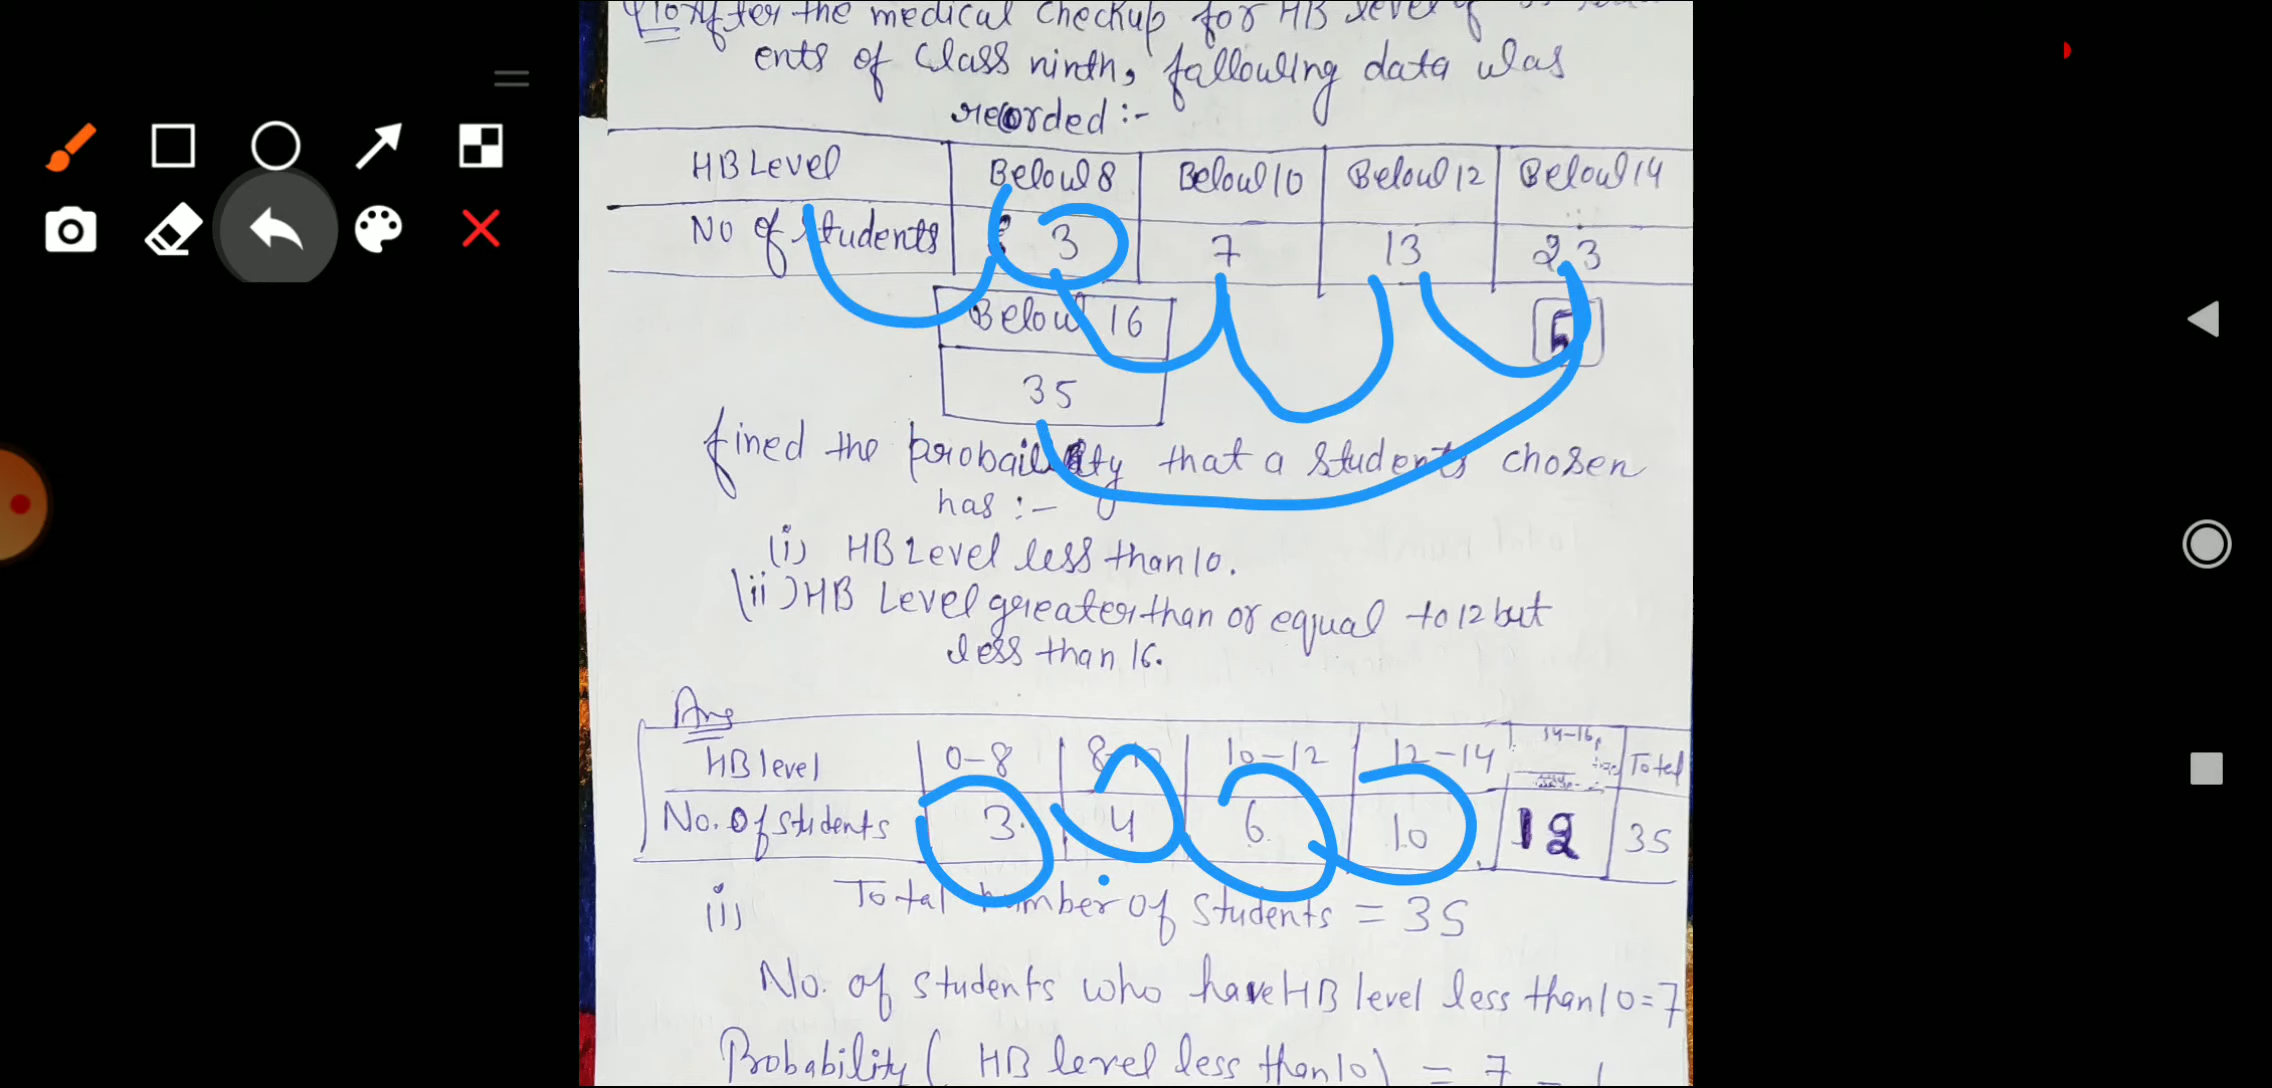 After the medical checkup for HB level of
ents of Class ninth, fallowing data was
recorded :-
HB Level Below 8 Below 10 Below 12 Below 14
No of Students 3 7 13 23
Below 16
35
fined the that a students chosen
has :-
(i) HB Level less than 10.
(ii) HB Level greater than or equal to 12 but
less than 16.
Ans
HB level 0-8 10-12 12-14 14-16 Total
No. of students 3 4 6 10 12 35
(i) Total number of students = 35
No. of students who have HB level less than 10 = 7
Probability ( HB level less than 10) = 7